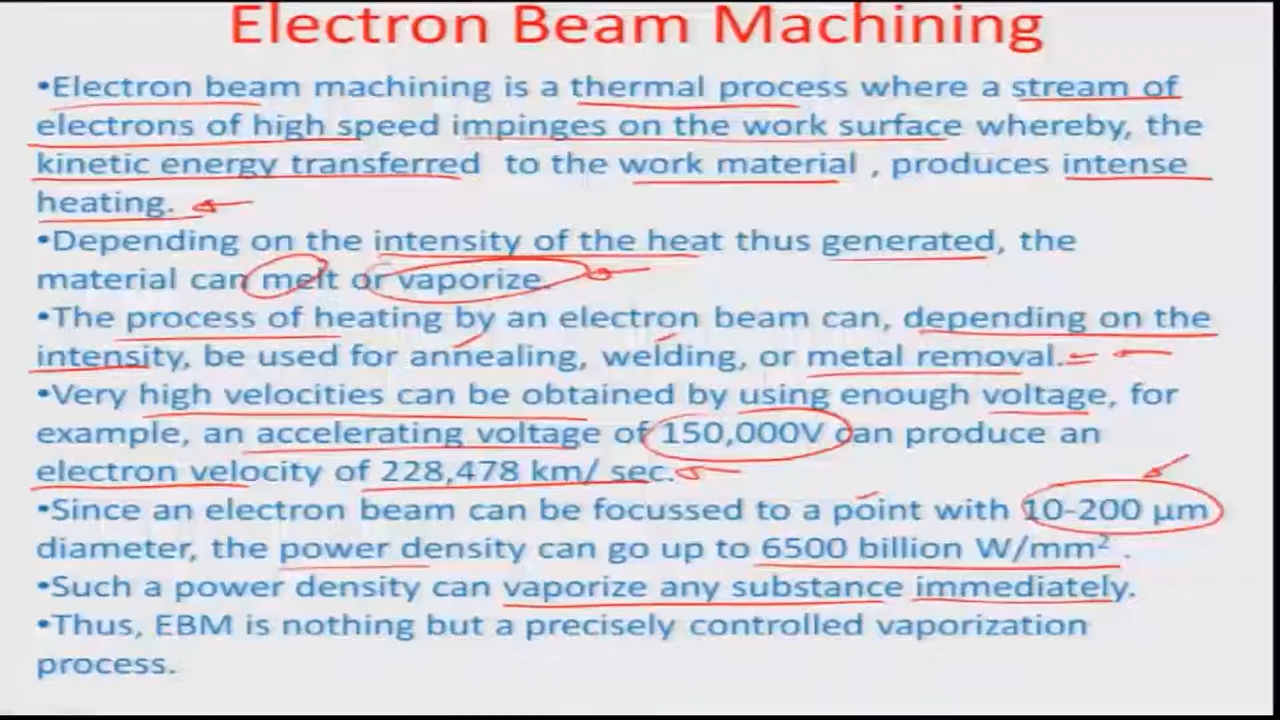 Electron Beam Machining
•Electron beam machining is a thermal process where a stream of
electrons of high speed impinges on the work surface whereby, the
kinetic energy transferred to the work material , produces intense
heating.
•Depending on the intensity of the heat thus generated, the
material can melt or vaporize.
•The process of heating by an electron beam can, depending on the
intensity, be used for annealing, welding, or metal removal.
•Very high velocities can be obtained by using enough voltage, for
example, an accelerating voltage of 150,000V can produce an
electron velocity of 228,478 km/ sec.
•Since an electron beam can be focussed to a point with 10-200 μm
diameter, the power density can go up to 6500 billion W/mm² .
•Such a power density can vaporize any substance immediately.
•Thus, EBM is nothing but a precisely controlled vaporization
process.